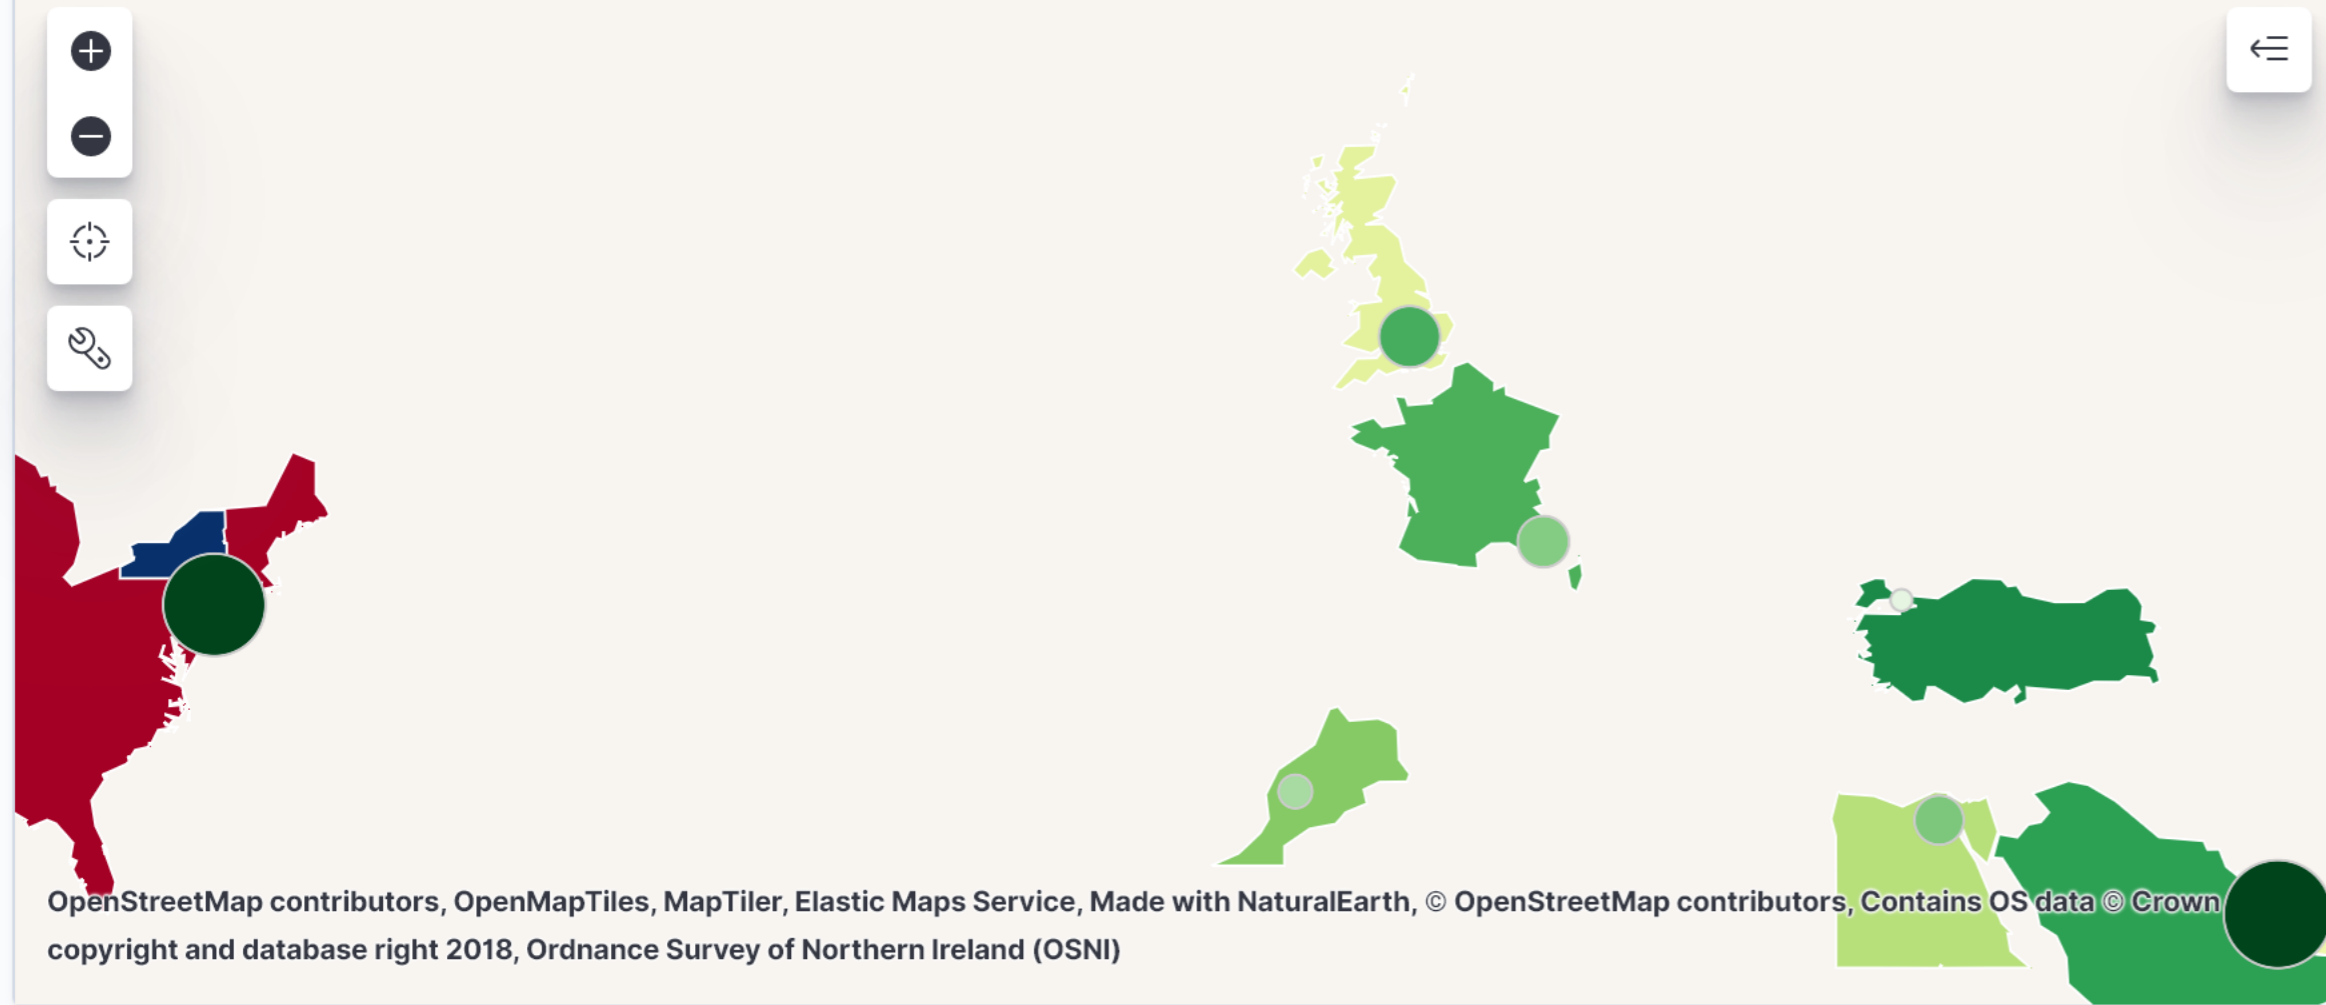 OpenStreetMap contributors, OpenMapTiles, MapTiler, Elastic Maps Service, Made with NaturalEarth, © OpenStreetMap contributors, Contains OS data © Crown
copyright and database right 2018, Ordnance Survey of Northern Ireland (OSNI)